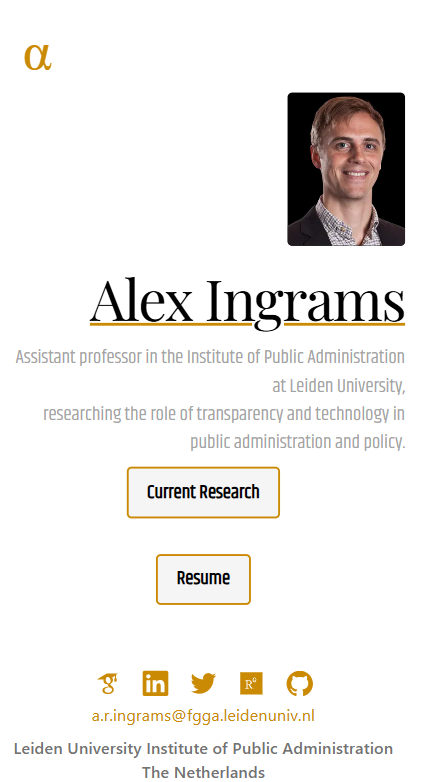 α
Alex Ingrams
Assistant professor in the Institute of Public Administration
at Leiden University,
researching the role of transparency and technology in
public administration and policy.
Current Research
Resume
in R^G
a.r.ingrams@fgga.leidenuniv.nl
Leiden University Institute of Public Administration
The Netherlands